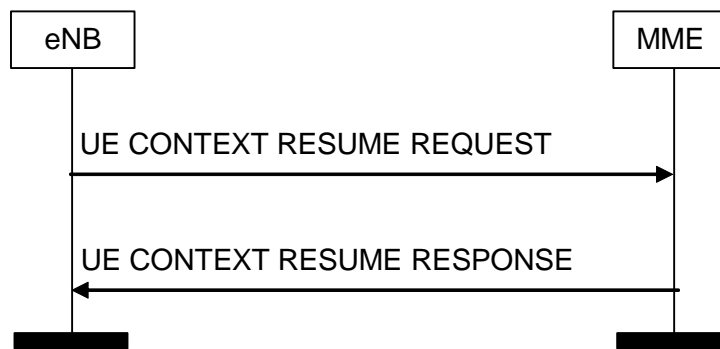 eNB
MME
UE CONTEXT RESUME REQUEST
UE CONTEXT RESUME RESPONSE